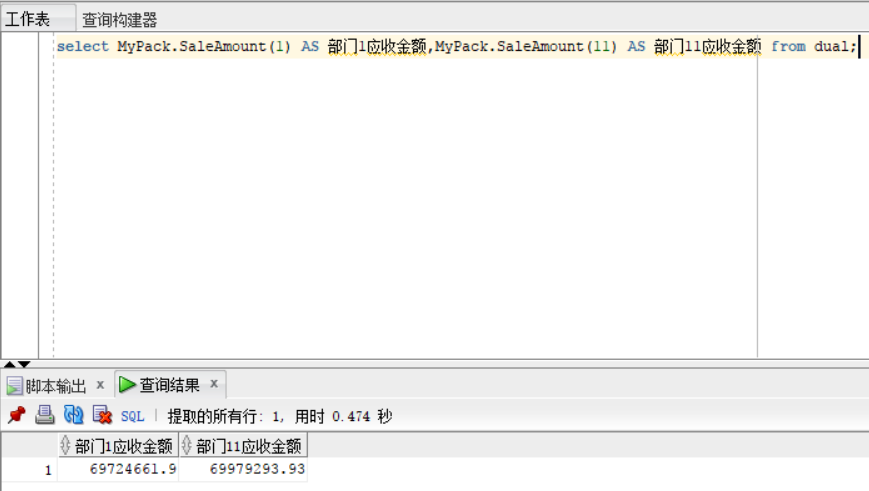 工作表 查询构建器
select MyPack.SaleAmount(1) AS 部门1应收金额,MyPack.SaleAmount(11) AS 部门11应收金额 from dual;
脚本输出 x 查询结果 x
SQL | 提取的所有行: 1, 用时 0.474 秒
部门1应收金额 部门11应收金额
1 69724661.9 69979293.93